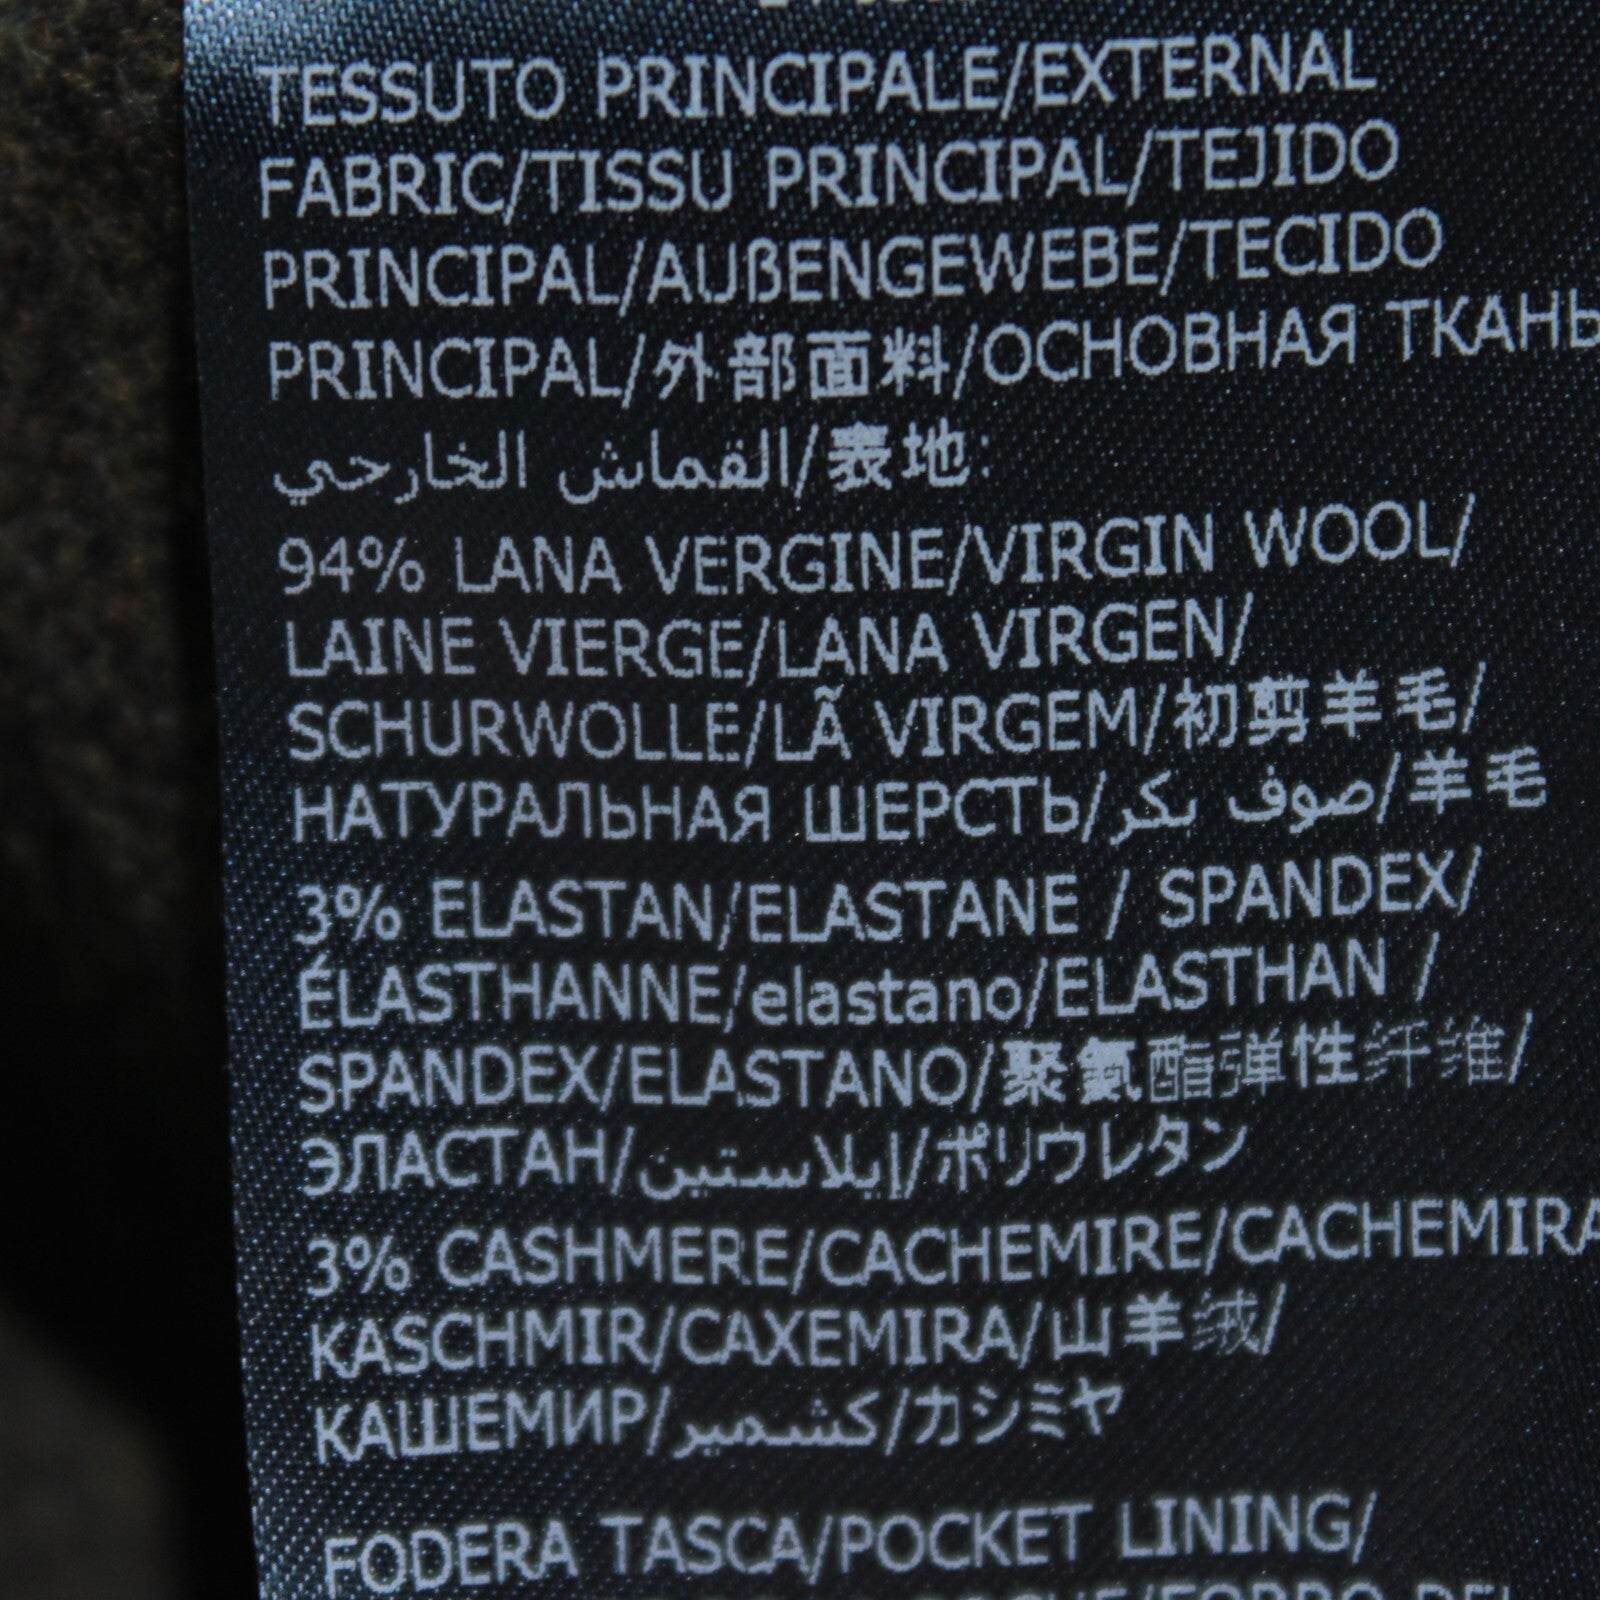 TESSUTO PRINCIPALE/EXTERNAL
FABRIC/TISSU PRINCIPAL/TEJIDO
PRINCIPAL/AUßENGEWEBE/TECIDO
PRINCIPAL/外部面料/ОСНОВНАЯ ТКАНЬ
القماش الخارجي/表地:
94% LANA VERGINE/VIRGIN WOOL/
LAINE VIERGE/LANA VIRGEN/
SCHURWOLLE/LÃ VIRGEM/初剪羊毛/
НАТУРАЛЬНАЯ ШЕРСТЬ/صوف بكر/羊毛
3% ELASTAN/ELASTANE / SPANDEX/
ÉLASTHANNE/elastano/ELASTHAN /
SPANDEX/ELASTANO/聚氨酯弹性纤维/
ЭЛАСТАН/إيلاستين/ポリウレタン
3% CASHMERE/CACHEMIRE/CACHEMIRA
KASCHMIR/CAXEMIRA/山羊绒/
КАШЕМИР/كشمير/カシミヤ
FODERA TASCA/POCKET LINING/